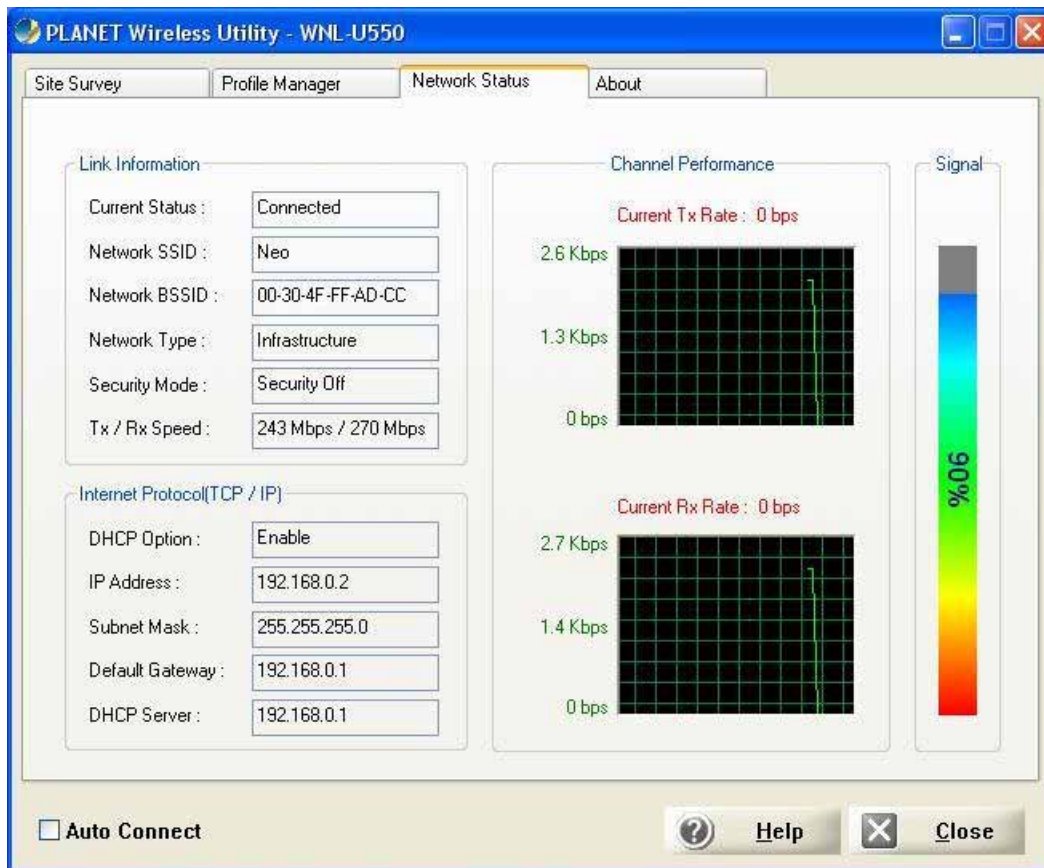 PLANET Wireless Utility - WNL-U550
Site Survey
Profile Manager
Network Status
About
Link Information
Current Status : Connected
Network SSID : Neo
Network BSSID : 00-30-4F-FF-AD-CC
Network Type : Infrastructure
Security Mode : Security Off
Tx / Rx Speed : 243 Mbps / 270 Mbps
Internet Protocol(TCP / IP)
DHCP Option : Enable
IP Address : 192.168.0.2
Subnet Mask : 255.255.255.0
Default Gateway : 192.168.0.1
DHCP Server : 192.168.0.1
Channel Performance
Current Tx Rate : 0 bps
2.6 Kbps
1.3 Kbps
0 bps
Current Rx Rate : 0 bps
2.7 Kbps
1.4 Kbps
0 bps
Signal
90%
Auto Connect
Help
Close